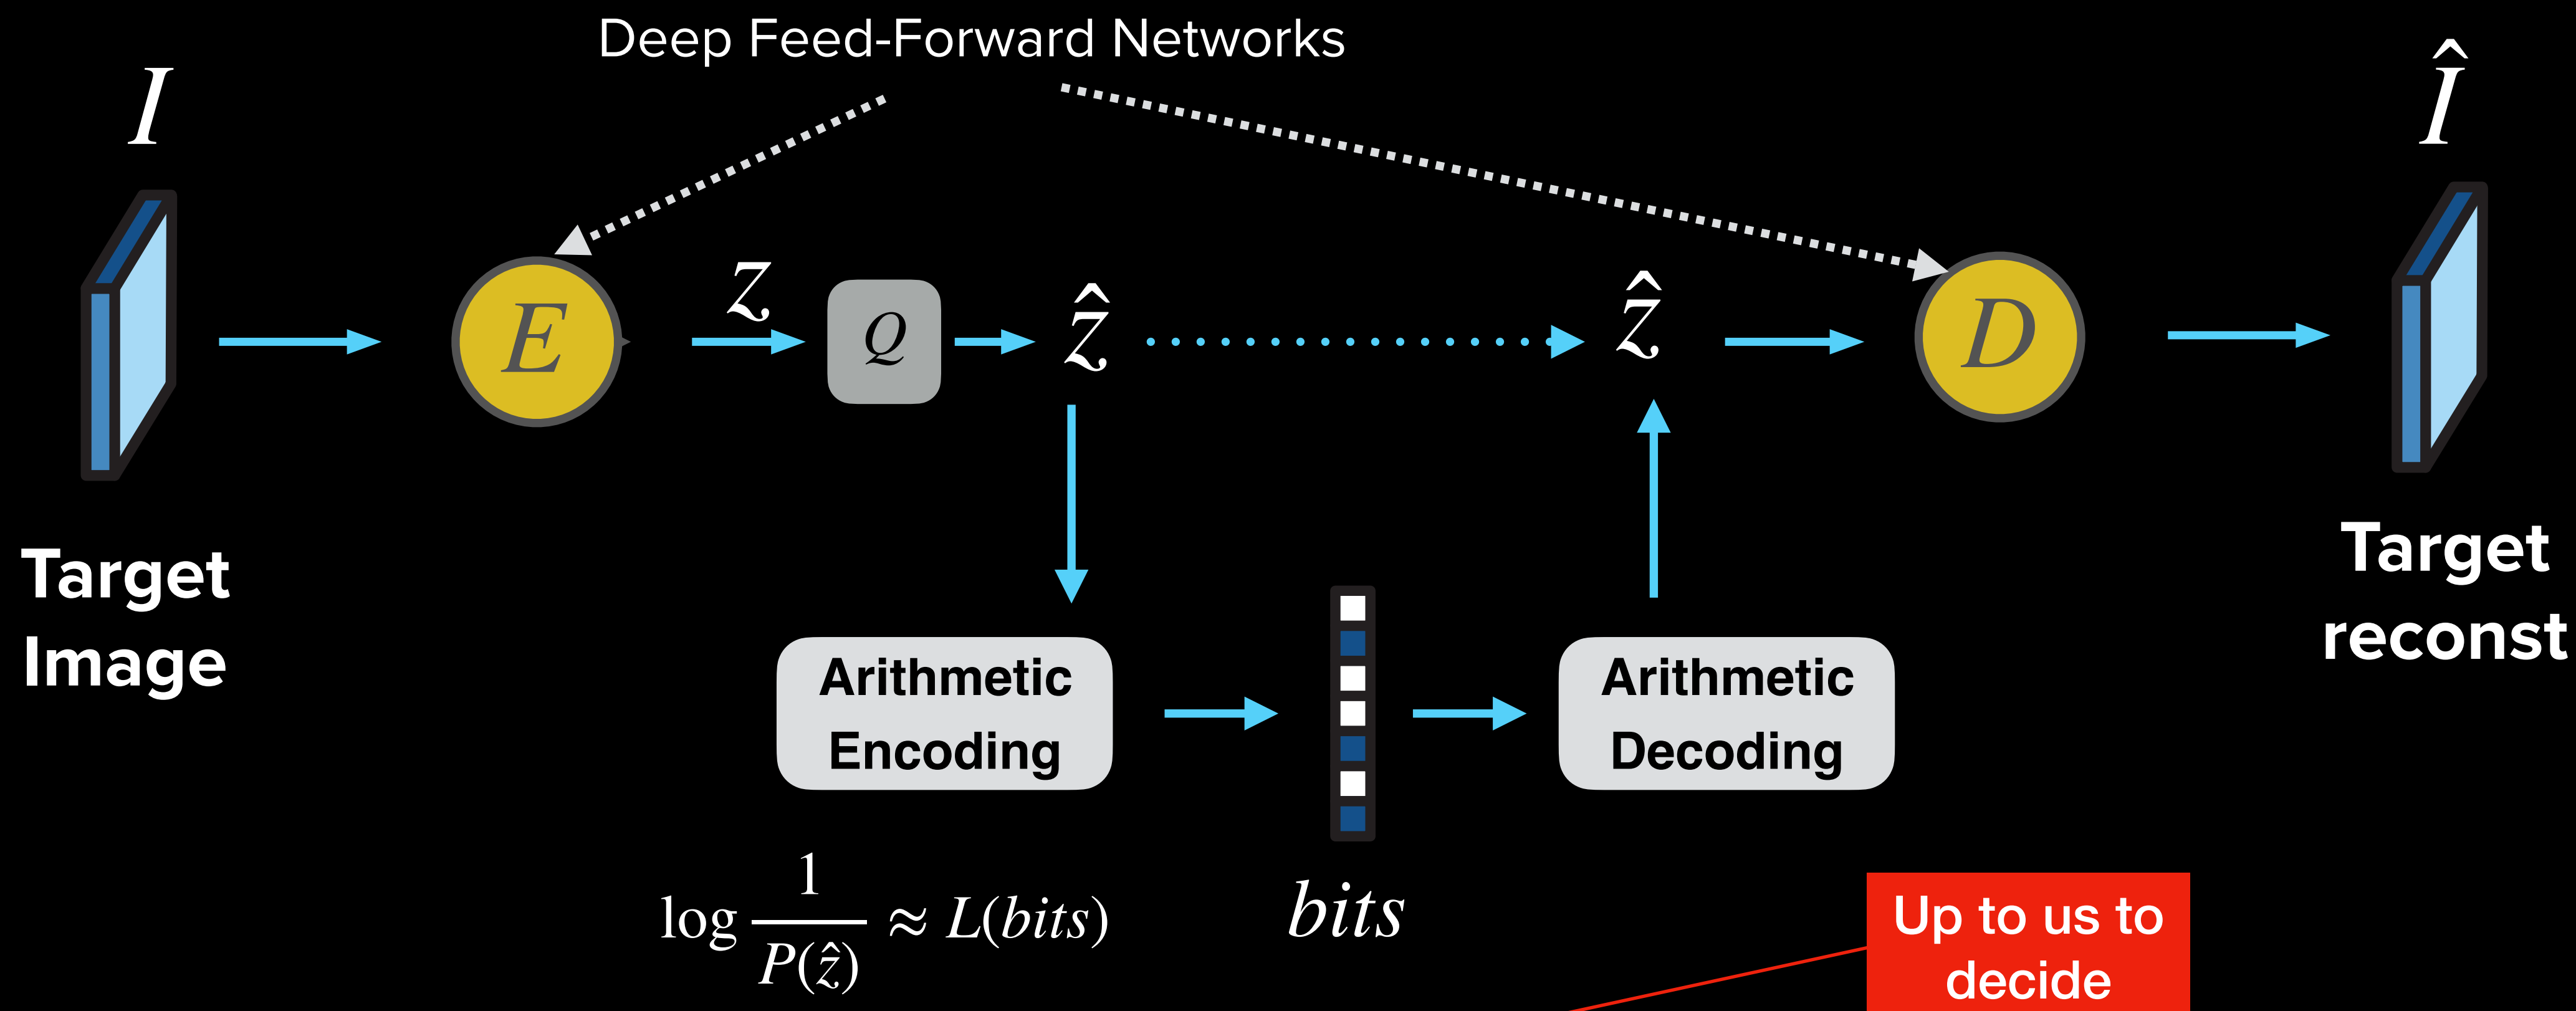 Deep Feed-Forward Networks
I
Î
E
z
Q
ẑ
ẑ
D
Target
Image
Target
reconst
Arithmetic
Encoding
Arithmetic
Decoding
log 1/P(ẑ) ≈ L(bits)
bits
Up to us to
decide